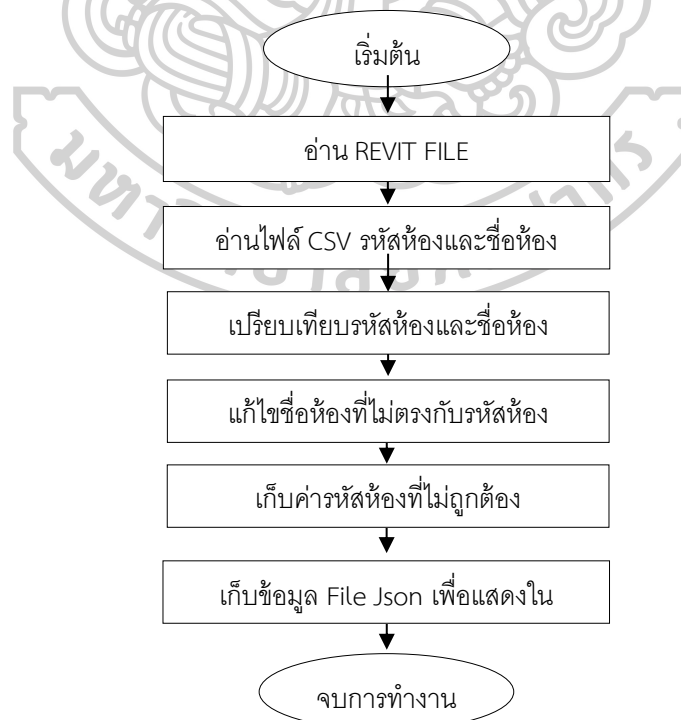 เริ่มต้น
อ่าน REVIT FILE
อ่านไฟล์ CSV รหัสห้องและชื่อห้อง
เปรียบเทียบรหัสห้องและชื่อห้อง
แก้ไขชื่อห้องที่ไม่ตรงกับรหัสห้อง
เก็บค่ารหัสห้องที่ไม่ถูกต้อง
เก็บข้อมูล File Json เพื่อแสดงใน
จบการทำงาน